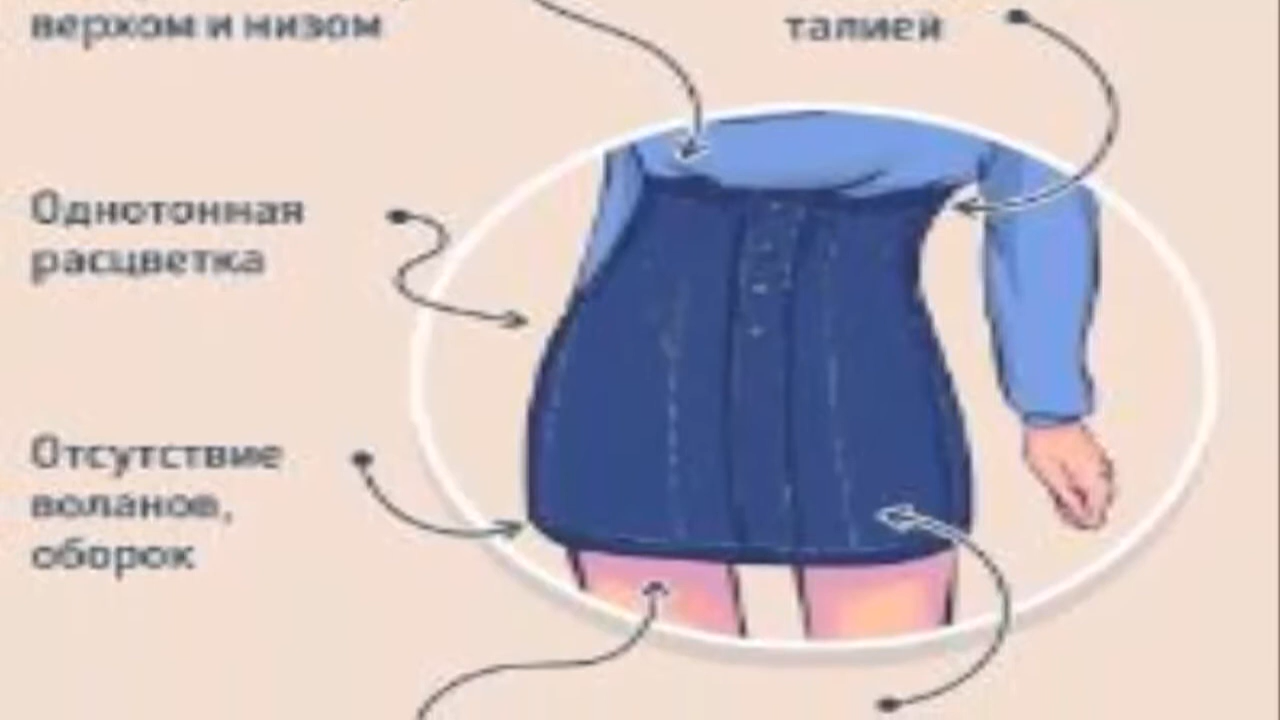 верхом и низом
талией
Однотонная
расцветка
Отсутствие
воланов,
оборок